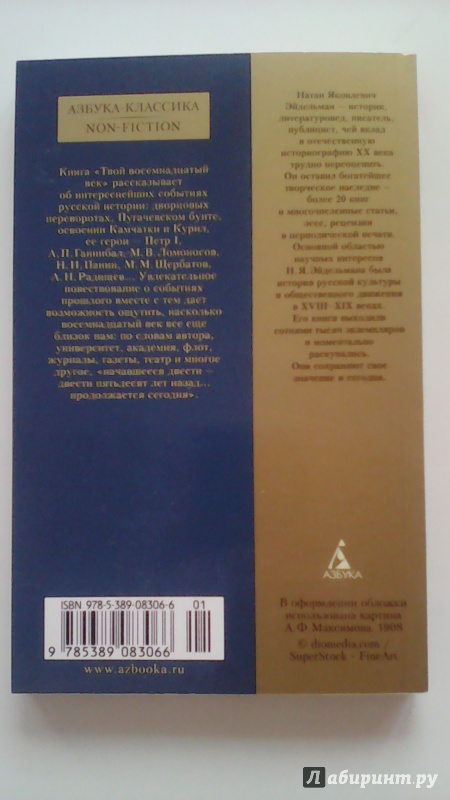 АЗБУКА-КЛАССИКА
NON-FICTION
Книга «Твой восемнадцатый
век» рассказывает
об интереснейших событиях
русской истории: дворцовых
переворотах, Пугачевском бунте,
освоении Камчатки и Курил,
ее герои — Петр I,
А. П. Ганнибал, М. В. Ломоносов,
Н. И. Панин, М. М. Щербатов,
А. Н. Радищев... Увлекательное
повествование о событиях
прошлого вместе с тем дает
возможность ощутить, насколько
восемнадцатый век все еще
близок нам: по словам автора,
университет, академия, флот,
журналы, газеты, театр и многое
другое, «начавшееся двести —
двести пятьдесят лет назад...
продолжается сегодня».
ISBN 978-5-389-08306-6 01
9 785389 083066
www.azbooka.ru
Натан Яковлевич
Эйдельман — историк,
литературовед, писатель,
публицист, чей вклад
в отечественную
историографию XX века
трудно переоценить.
Он оставил богатейшее
творческое наследие —
более 20 книг
и многочисленные статьи,
эссе, рецензии
в периодической печати.
Основной областью
научных интересов
Н. Я. Эйдельмана были
история русской культуры
и общественного движения
в XVIII–XIX веках.
Его книги выходили
сотнями тысяч экземпляров
и моментально
раскупались.
Они сохраняют свое
значение и сегодня.
АЗБУКА
В оформлении обложки
использована картина
А. Ф. Максимова. 1908
© diomedia.com /
SuperStock - FineArt
Лабиринт.ру